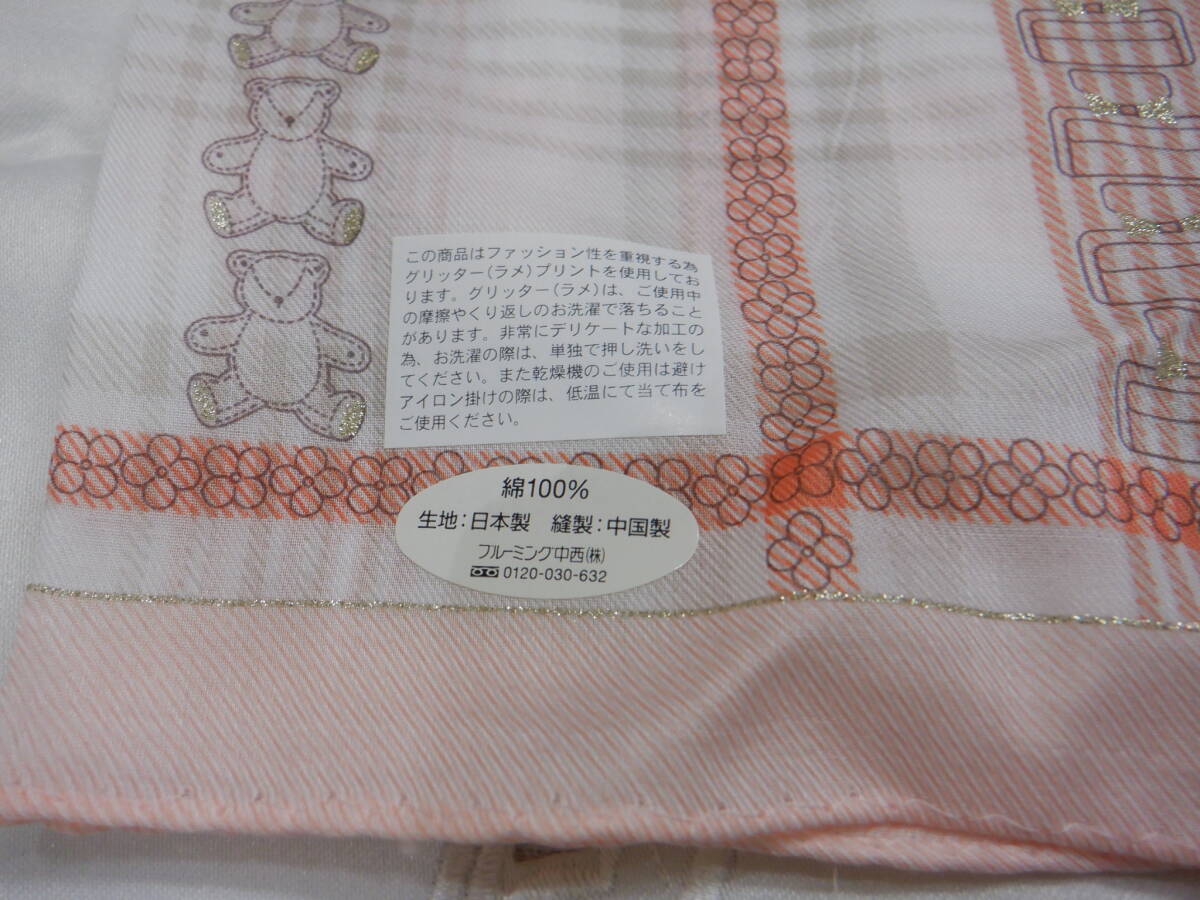 この商品はファッション性を重視する為
グリッター(ラメ)プリントを使用してお
ります。グリッター(ラメ)は、ご使用中
の摩擦やくり返しのお洗濯で落ちること
があります。非常にデリケートな加工の
為、お洗濯の際は、単独で押し洗いをし
てください。また乾燥機のご使用は避け
アイロン掛けの際は、低温にて当て布を
ご使用ください。
綿100%
生地:日本製 縫製:中国製
ブルーミング中西(株)
0120-030-632